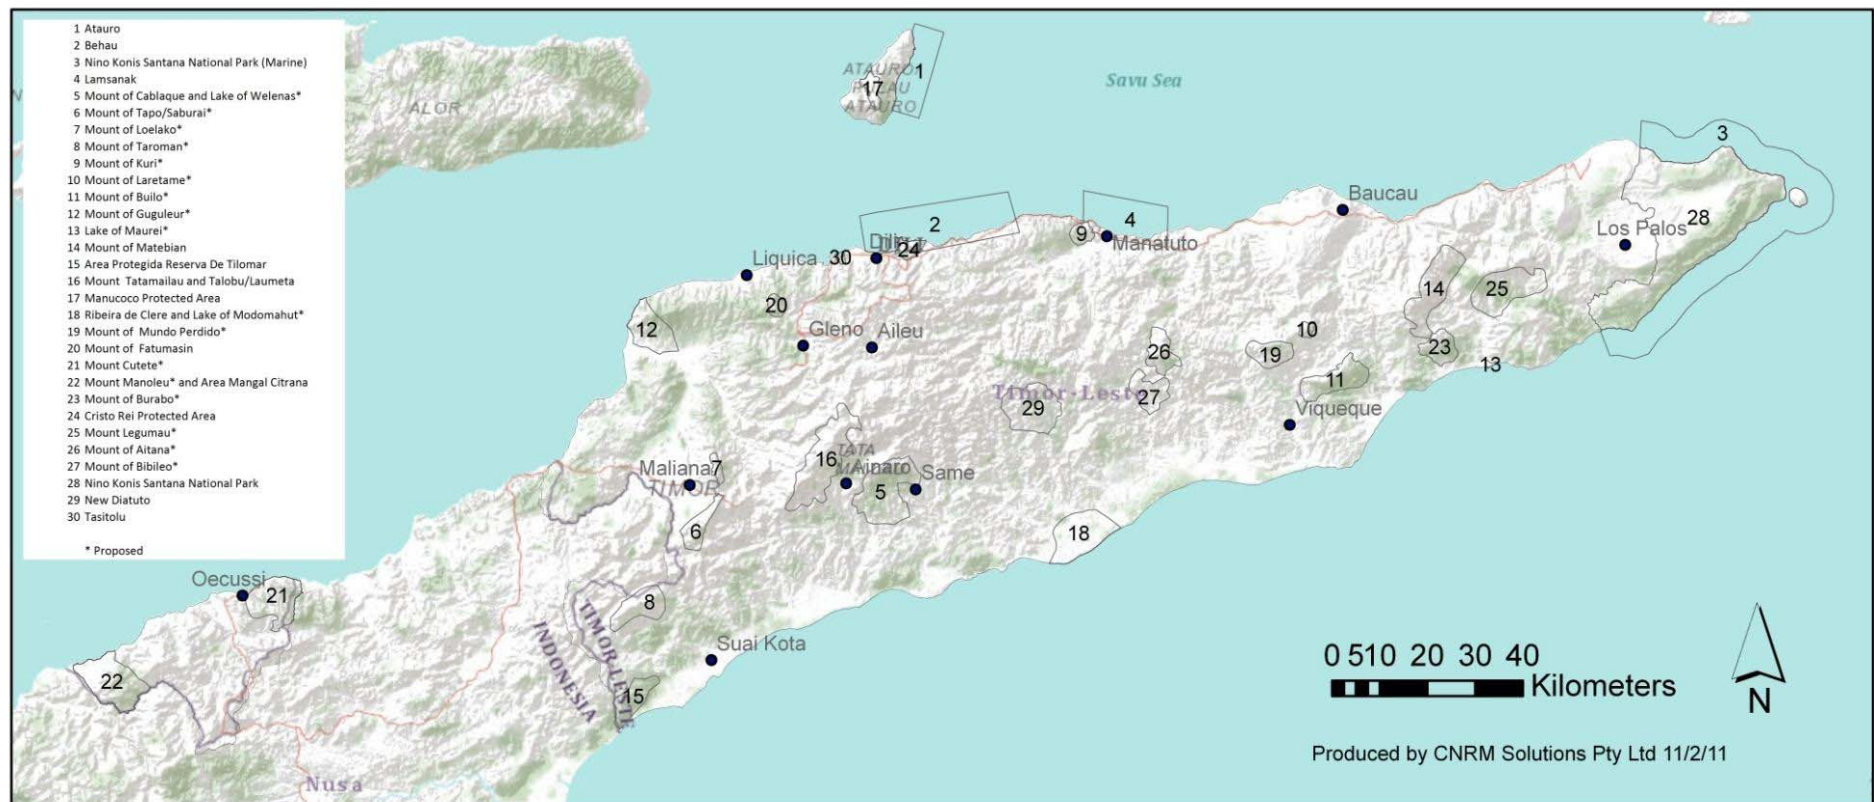 1 Atauro
2 Behau
3 Nino Konis Santana National Park (Marine)
4 Lamsanak
5 Mount of Cablaque and Lake of Welenas*
6 Mount of Tapo/Saburai*
7 Mount of Loelako*
8 Mount of Taroman*
9 Mount of Kuri*
10 Mount of Laretame*
11 Mount of Builo*
12 Mount of Guguleur*
13 Lake of Maurei*
14 Mount of Matebian
15 Area Protegida Reserva De Tilomar
16 Mount Tatamailau and Talobu/Laumeta
17 Manucoco Protected Area
18 Ribeira de Clere and Lake of Modomahut*
19 Mount of Mundo Perdido*
20 Mount of Fatumasin
21 Mount Cutete*
22 Mount Manoleu* and Area Mangal Citrana
23 Mount of Burabo*
24 Cristo Rei Protected Area
25 Mount Legumau*
26 Mount of Aitana*
27 Mount of Bibileo*
28 Nino Konis Santana National Park
29 New Diatuto
30 Tasitolu
* Proposed
ALOR
ATAURO
PULAU
ATAURO
17
1
Savu Sea
3
2
4
Baucau
28
Los Palos
9
Manatuto
Dili
24
30
Liquica
20
12
Gleno
Aileu
14
25
10
26
19
23
13
11
27
Timor-Leste
29
Viqueque
16
TATA
Ainaro
Same
5
7
Maliana
TIMOR
6
18
Oecussi
21
8
TIMOR-LESTE
INDONESIA
Suai Kota
15
22
Nusa
0 5 10 20 30 40
Kilometers
N
Produced by CNRM Solutions Pty Ltd 11/2/11